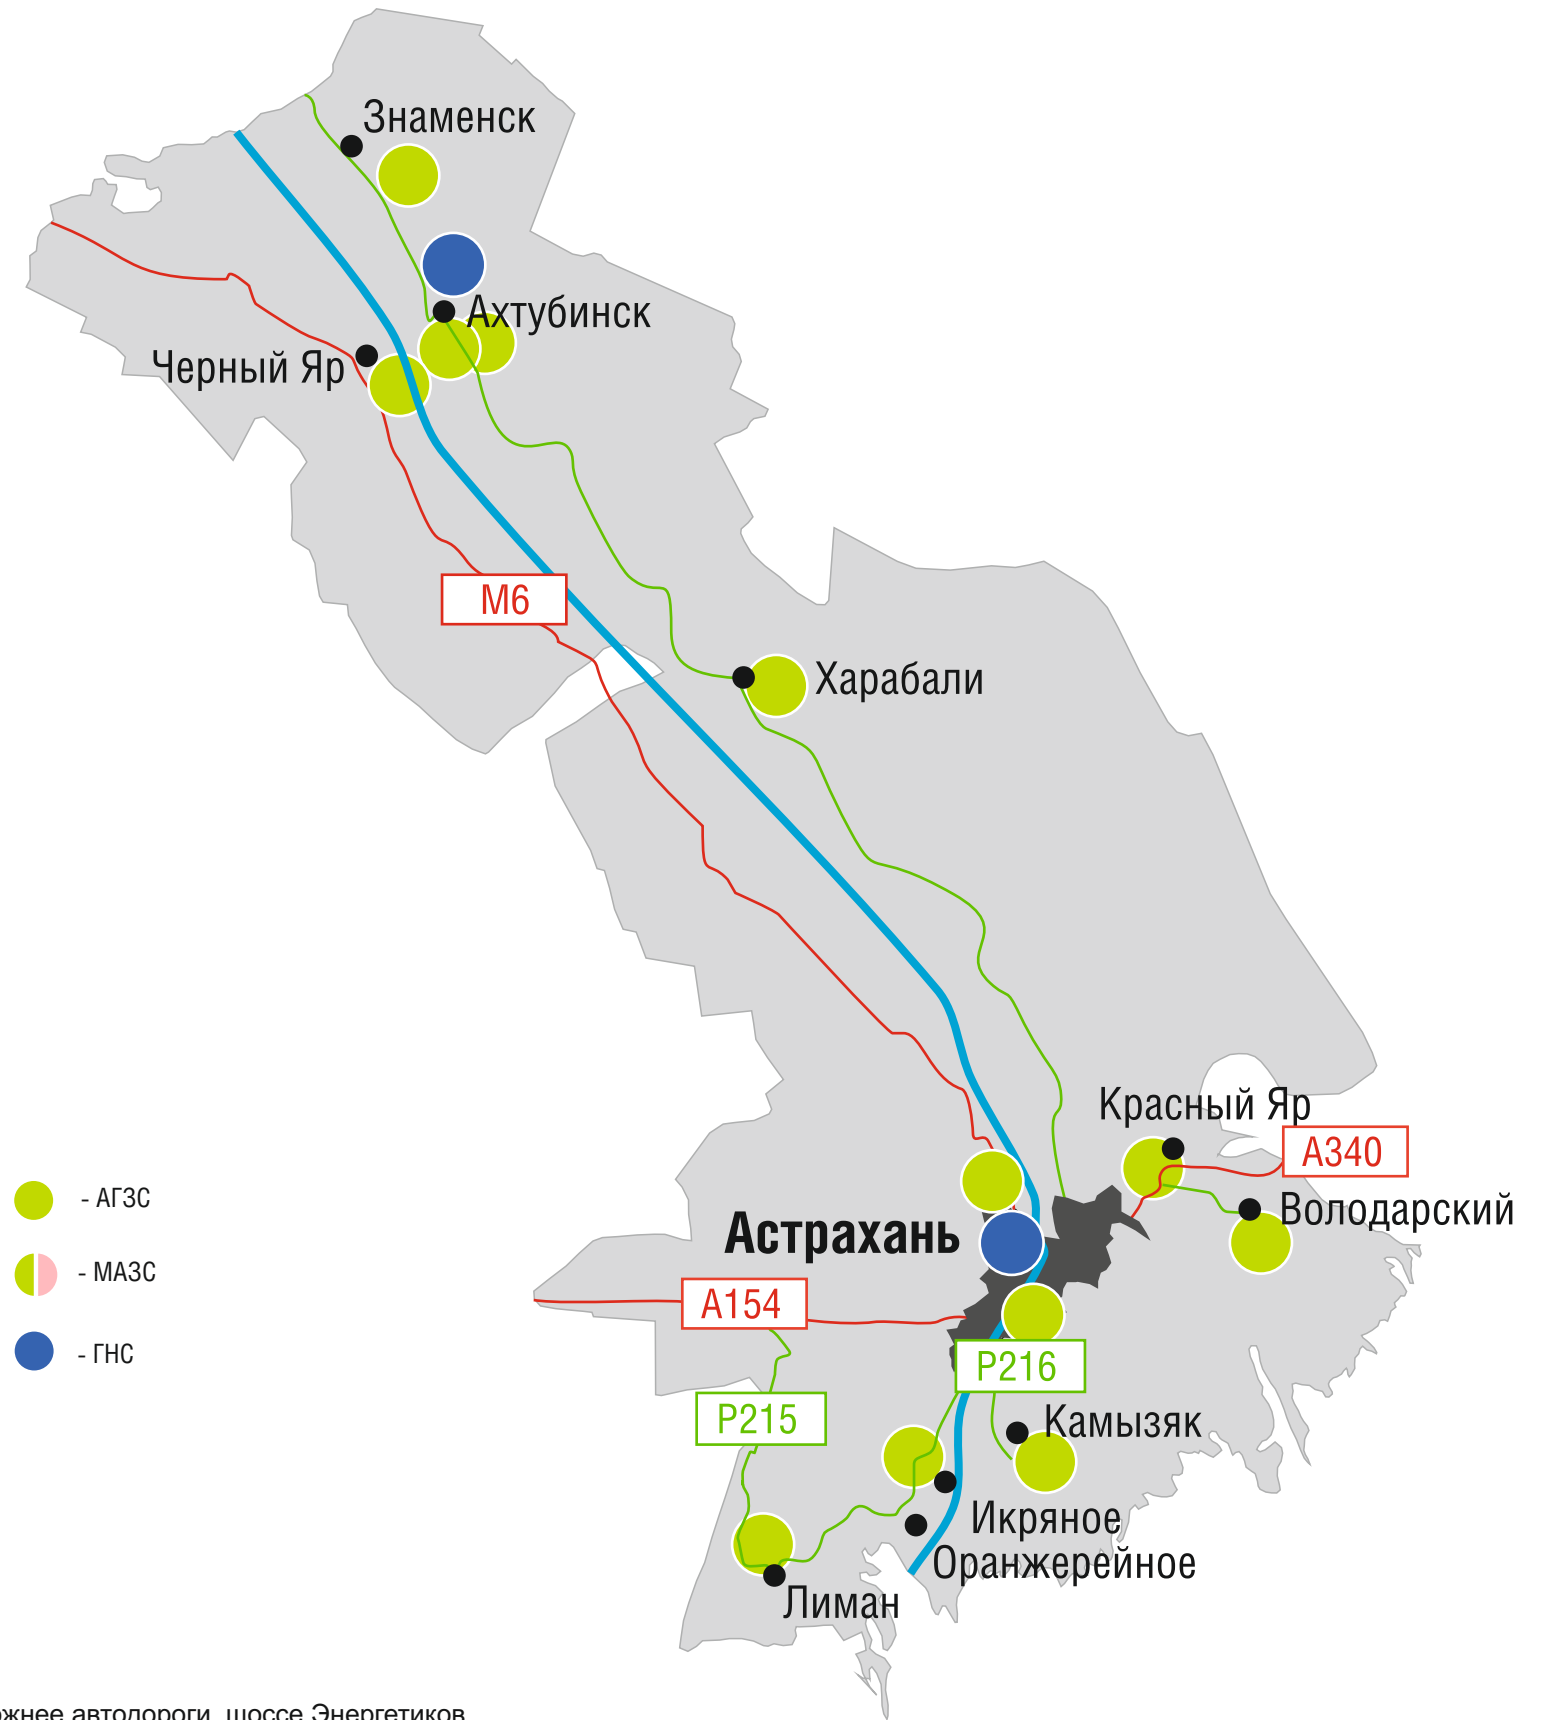 Знаменск
Ахтубинск
Черный Яр
М6
Харабали
Красный Яр
А340
- АГЗС
Володарский
Астрахань
- МАЗС
А154
- ГНС
Р216
Р215
Камызяк
Икряное
Оранжерейное
Лиман
автодороги, шоссе Энергетиков